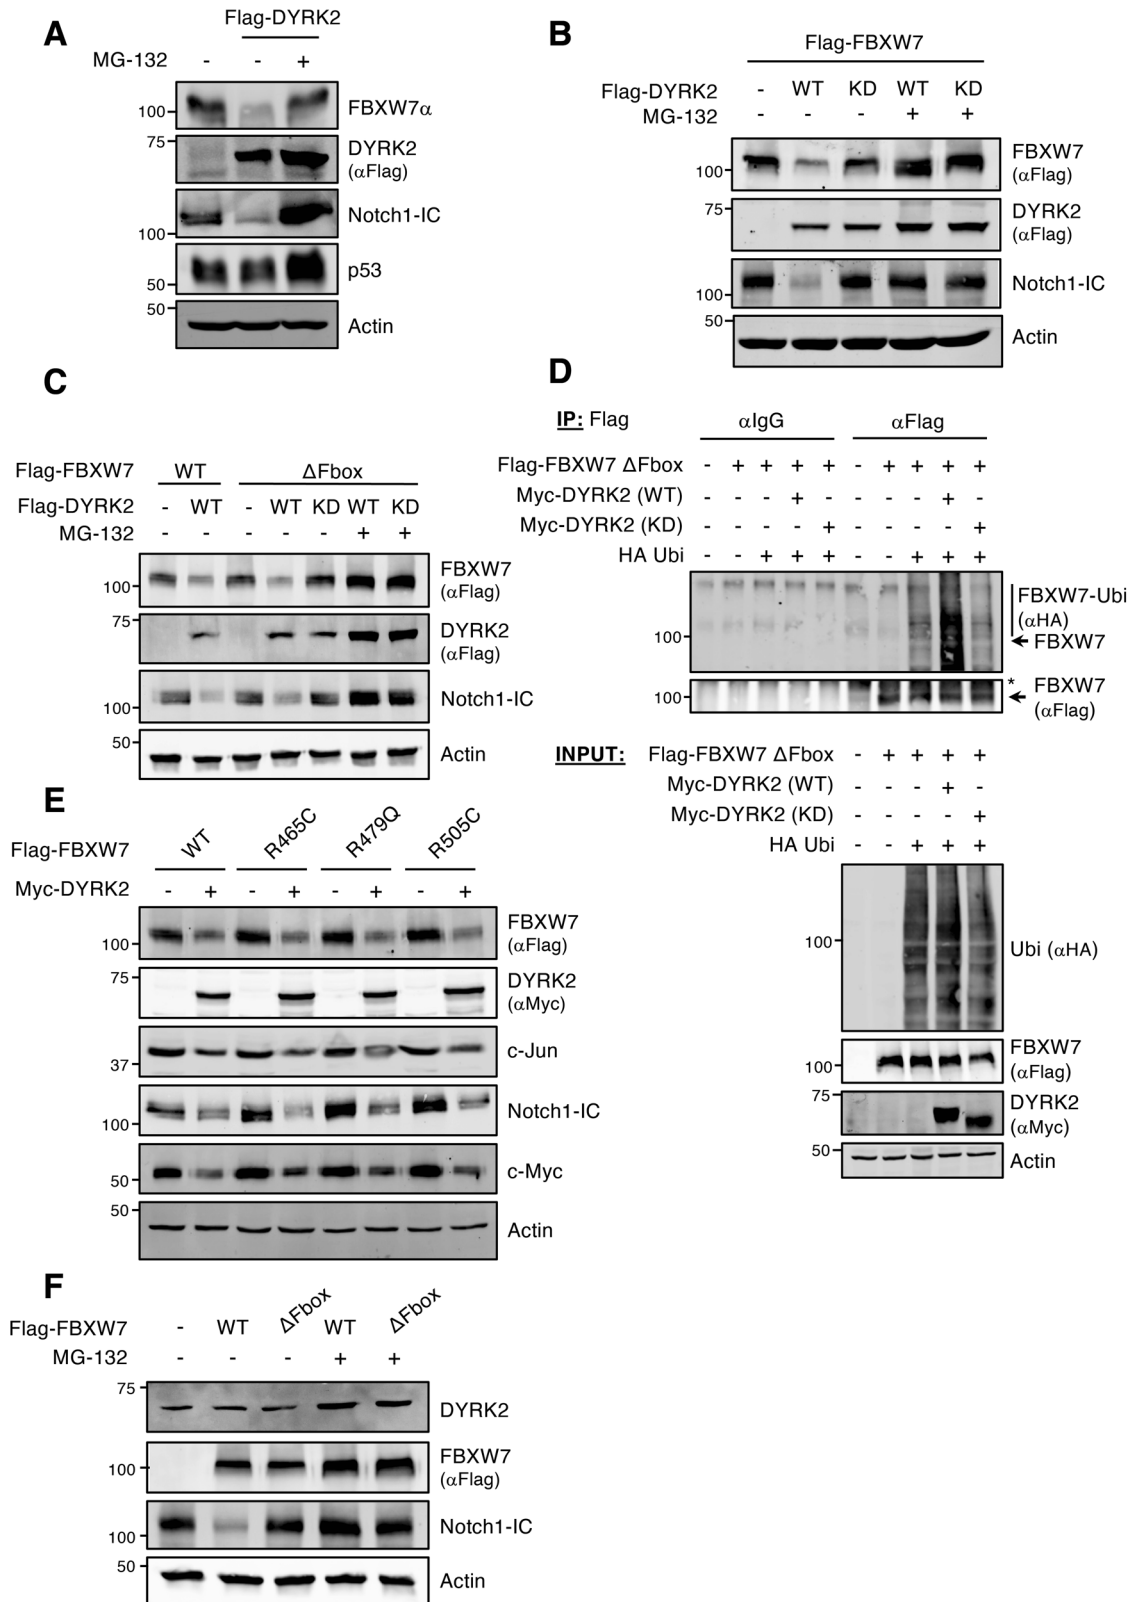 A
Flag-DYRK2
MG-132 - - +
100 FBXW7α
75 DYRK2
(αFlag)
Notch1-IC
100
p53
50
50
Actin
B
Flag-FBXW7
Flag-DYRK2 - WT KD WT KD
MG-132 - - - + +
FBXW7
100 (αFlag)
75 DYRK2
(αFlag)
Notch1-IC
100
50
Actin
C
Flag-FBXW7 WT ΔFbox
Flag-DYRK2 - WT - WT KD WT KD
MG-132 - - - - - + +
FBXW7
100 (αFlag)
75 DYRK2
(αFlag)
Notch1-IC
100
50
Actin
D
IP: Flag αIgG αFlag
Flag-FBXW7 ΔFbox - + + + + - + + + +
Myc-DYRK2 (WT) - - - + - - - - + -
Myc-DYRK2 (KD) - - - - + - - - - +
HA Ubi - - + + + - - + + +
FBXW7-Ubi
(αHA)
100 FBXW7
*
100 FBXW7
(αFlag)
INPUT: Flag-FBXW7 ΔFbox - + + + +
Myc-DYRK2 (WT) - - - + -
Myc-DYRK2 (KD) - - - - +
HA Ubi - - + + +
100 Ubi (αHA)
FBXW7
100 (αFlag)
75 DYRK2
(αMyc)
50
Actin
E
Flag-FBXW7 WT R465C R479Q R505C
Myc-DYRK2 - + - + - + - +
FBXW7
100 (αFlag)
75 DYRK2
(αMyc)
c-Jun
37
Notch1-IC
100
c-Myc
50
50
Actin
F
Flag-FBXW7 - WT ΔFbox WT ΔFbox
MG-132 - - - + +
75
DYRK2
FBXW7
100 (αFlag)
Notch1-IC
100
50
Actin